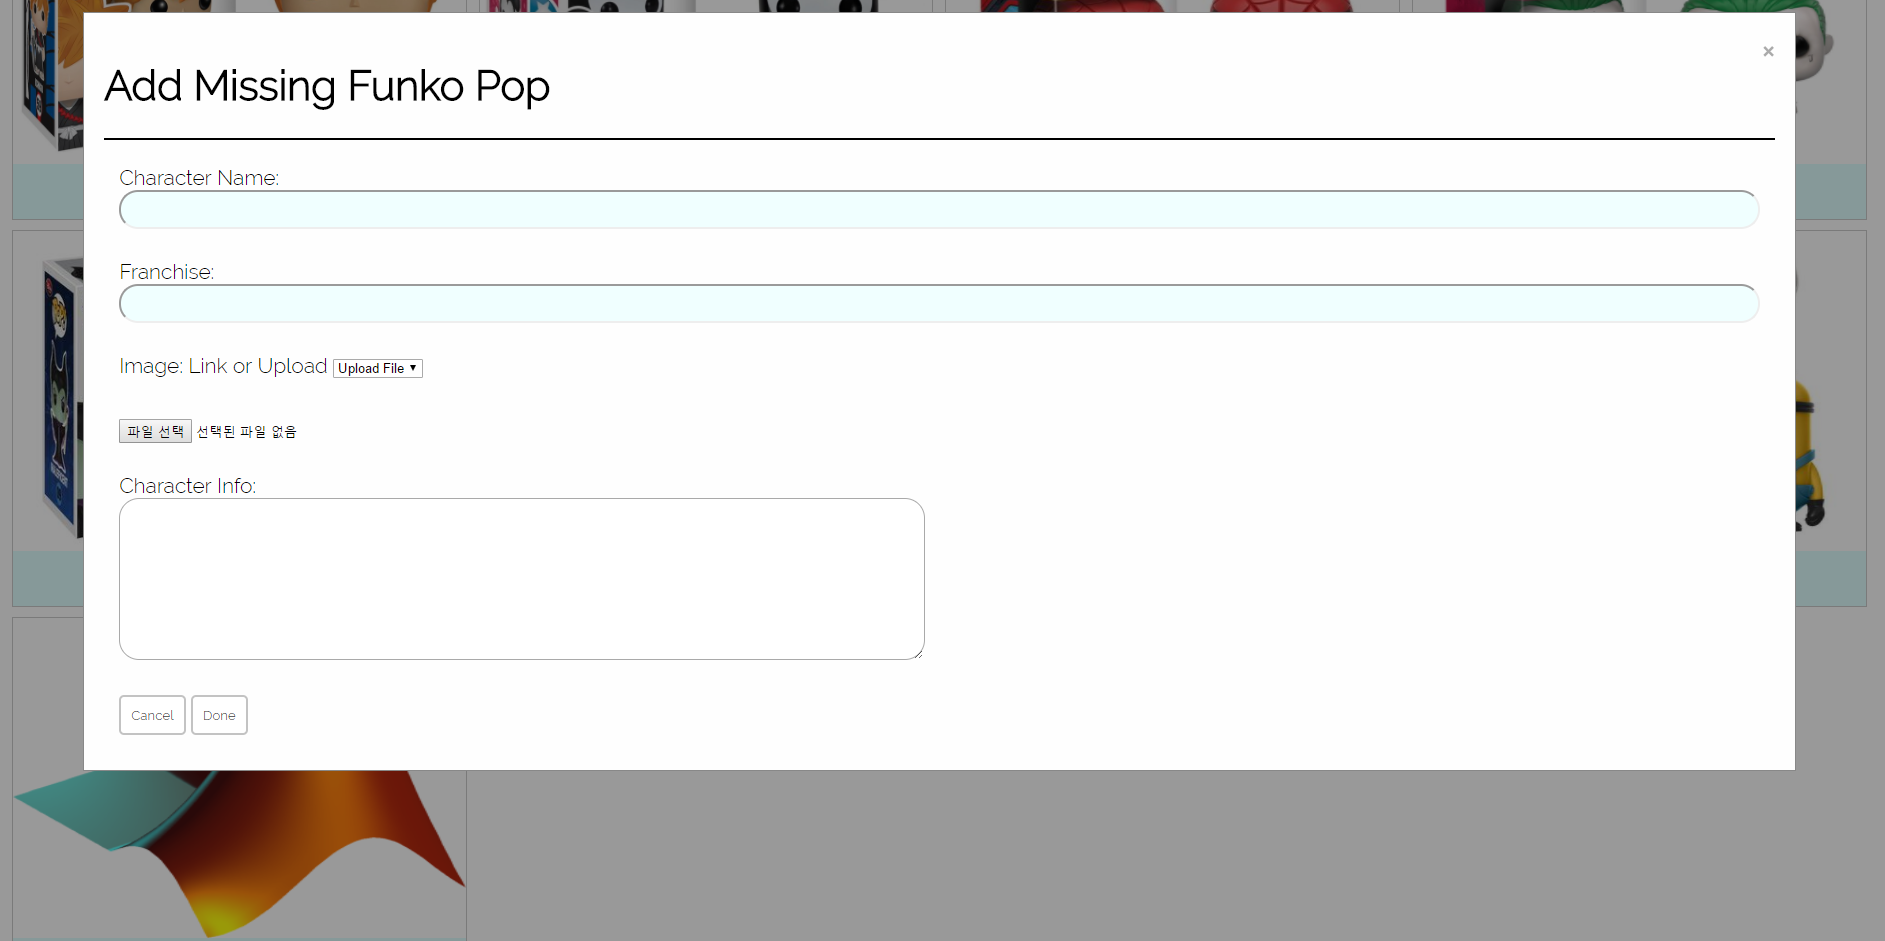 ×
Add Missing Funko Pop
Character Name:
Franchise:
Image: Link or Upload Upload File ▼
파일 선택 선택된 파일 없음
Character Info:
Cancel Done